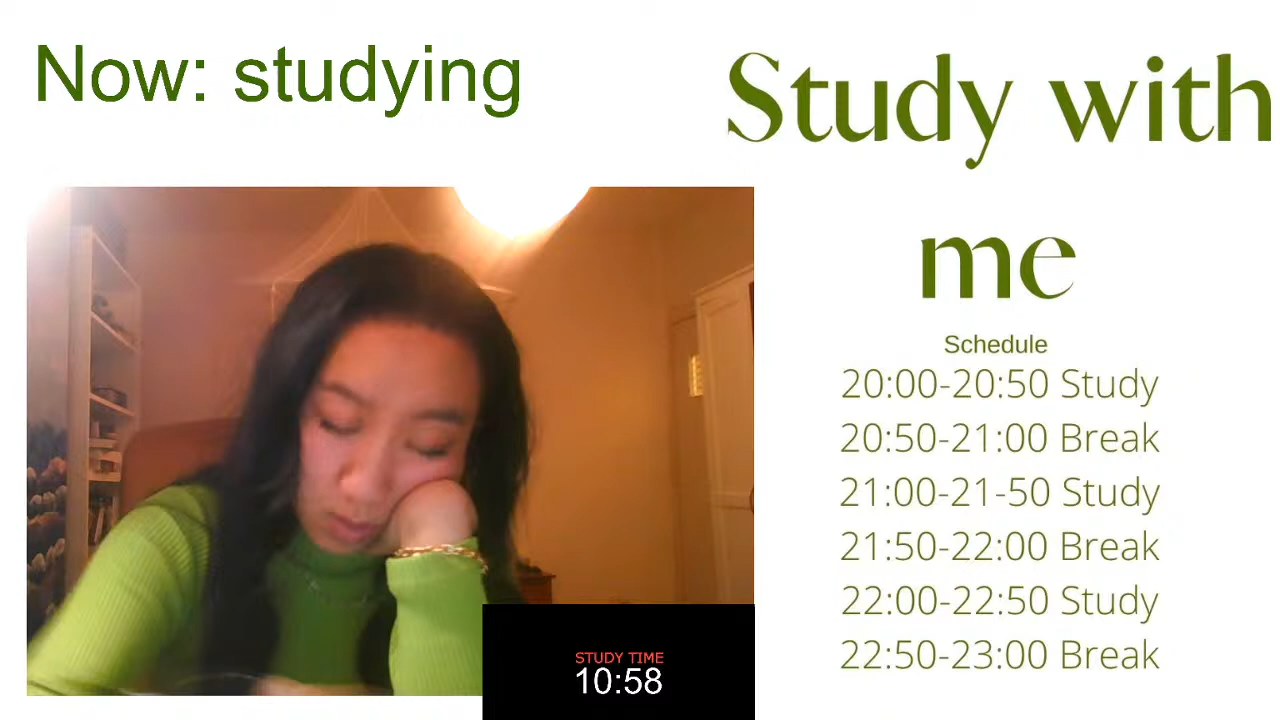 Now: studying
Study with
me
Schedule
20:00-20:50 Study
20:50-21:00 Break
21:00-21-50 Study
21:50-22:00 Break
22:00-22:50 Study
22:50-23:00 Break
STUDY TIME
10:58